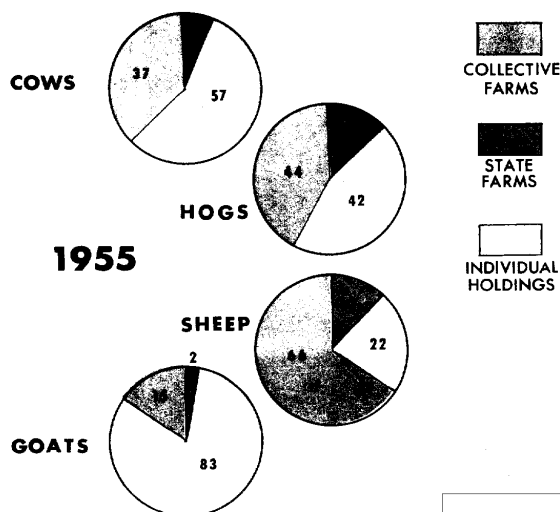 COWS
37
57
COLLECTIVE
FARMS
STATE
FARMS
INDIVIDUAL
HOLDINGS
HOGS
44
42
1955
SHEEP
22
GOATS
2
83